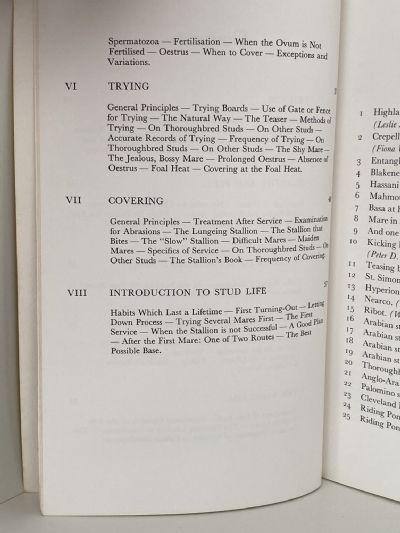 Spermatozoa — Fertilisation — When the Ovum is Not
Fertilised — Oestrus — When to Cover — Exceptions and
Variations.
VI TRYING
General Principles — Trying Boards — Use of Gate or Fence
for Trying — The Natural Way — The Teaser — Methods of
Trying — On Thoroughbred Studs — On Other Studs —
Accurate Records of Trying — Frequency of Trying — On
Thoroughbred Studs — On Other Studs — The Shy Mare —
The Jealous, Bossy Mare — Prolonged Oestrus — Absence of
Oestrus — Foal Heat — Covering at the Foal Heat.
VII COVERING 4
General Principles — Treatment After Service — Examination
for Abrasions — The Lungeing Stallion — The Stallion that
Bites — The "Slow" Stallion — Difficult Mares — Maiden
Mares — Specifics of Service — On Thoroughbred Studs — On
Other Studs — The Stallion's Book — Frequency of Covering.
VIII INTRODUCTION TO STUD LIFE 5
Habits Which Last a Lifetime — First Turning-Out — Letting
Down Process — Trying Several Mares First — The First
Service — When the Stallion is not Successful — A Good Plan
— After the First Mare: One of Two Routes — The Best
Possible Base.
1 Highla
(Leslie
2 Crepell
(Fiona
3 Entangl
4 Blakene
5 Hassani
6 Mahmou
7 Basa at
8 Mare in
9 And one
10 Kicking
(Peter D.
11 Teasing b
12 St. Simon
13 Hyperion
14 Nearco. (
15 Ribot. (
16 Arabian st
17 Arabian st
18 Arabian st
19 Arabian st
20 Thoroughb
21 Anglo-Ara
22 Palomino s
23 Cleveland
24 Riding Pon
25 Riding Pon